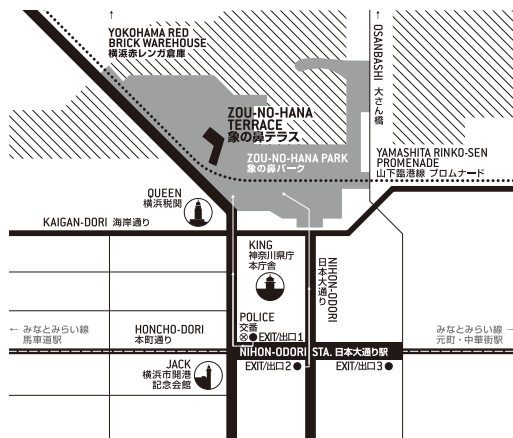 ↑
YOKOHAMA RED
BRICK WAREHOUSE
横浜赤レンガ倉庫
↑
OSANBASHI 大さん橋
ZOU-NO-HANA
TERRACE
象の鼻テラス
ZOU-NO-HANA PARK
象の鼻パーク
YAMASHITA RINKO-SEN
PROMENADE
山下臨港線 プロムナード
QUEEN
横浜税関
KAIGAN-DORI 海岸通り
KING
神奈川県庁
本庁舎
NIHON-ODORI
日本大通り
POLICE
交番
⊗●EXIT/出口1
← みなとみらい線
馬車道駅
HONCHO-DORI
本町通り
みなとみらい線 →
元町・中華街駅
NIHON-ODORI STA. 日本大通り駅
JACK
横浜市開港
記念会館
EXIT/出口2●
EXIT/出口3●